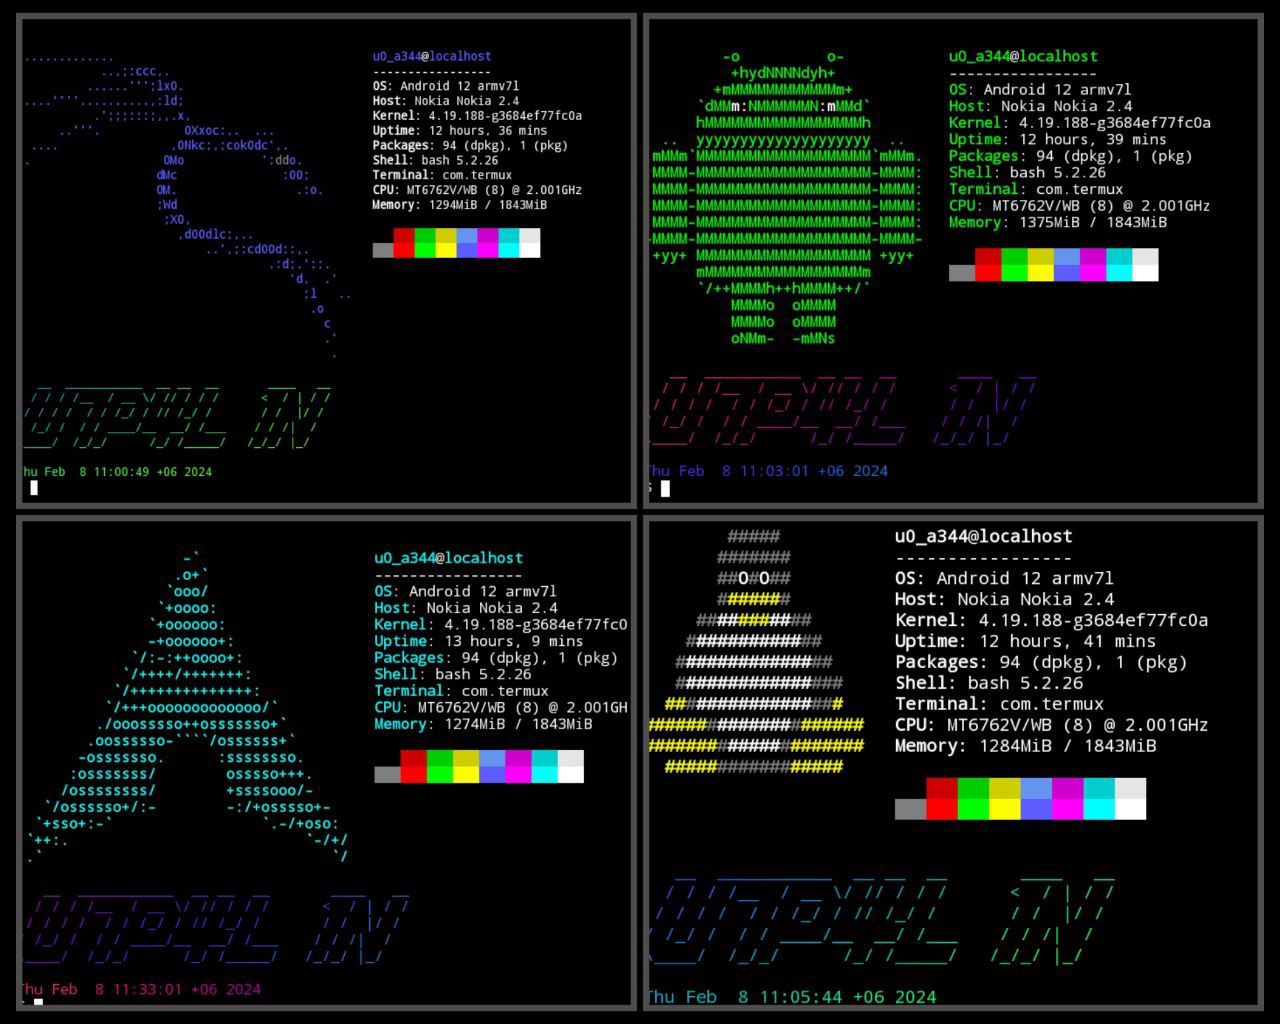 u0_a344@localhost
-----------------
OS: Android 12 armv7l
Host: Nokia Nokia 2.4
Kernel: 4.19.188-g3684ef77fc0a
Uptime: 12 hours, 36 mins
Packages: 94 (dpkg), 1 (pkg)
Shell: bash 5.2.26
Terminal: com.termux
CPU: MT6762V/WB (8) @ 2.001GHz
Memory: 1294MiB / 1843MiB
hu Feb  8 11:00:49 +06 2024
u0_a344@localhost
-----------------
OS: Android 12 armv7l
Host: Nokia Nokia 2.4
Kernel: 4.19.188-g3684ef77fc0a
Uptime: 12 hours, 39 mins
Packages: 94 (dpkg), 1 (pkg)
Shell: bash 5.2.26
Terminal: com.termux
CPU: MT6762V/WB (8) @ 2.001GHz
Memory: 1375MiB / 1843MiB
Thu Feb  8 11:03:01 +06 2024
$
u0_a344@localhost
-----------------
OS: Android 12 armv7l
Host: Nokia Nokia 2.4
Kernel: 4.19.188-g3684ef77fc0
Uptime: 13 hours, 9 mins
Packages: 94 (dpkg), 1 (pkg)
Shell: bash 5.2.26
Terminal: com.termux
CPU: MT6762V/WB (8) @ 2.001GH
Memory: 1274MiB / 1843MiB
Thu Feb  8 11:33:01 +06 2024
u0_a344@localhost
-----------------
OS: Android 12 armv7l
Host: Nokia Nokia 2.4
Kernel: 4.19.188-g3684ef77fc0a
Uptime: 12 hours, 41 mins
Packages: 94 (dpkg), 1 (pkg)
Shell: bash 5.2.26
Terminal: com.termux
CPU: MT6762V/WB (8) @ 2.001GHz
Memory: 1284MiB / 1843MiB
Thu Feb  8 11:05:44 +06 2024